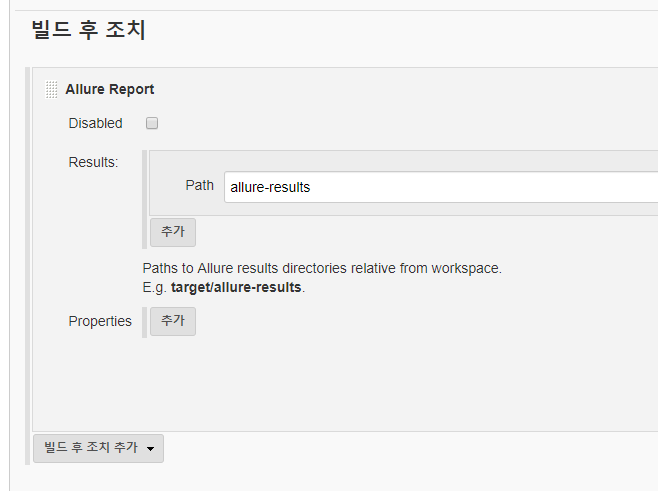 빌드 후 조치
Allure Report
Disabled
Results:
Path allure-results
추가
Paths to Allure results directories relative from workspace.
E.g. target/allure-results.
Properties 추가
빌드 후 조치 추가